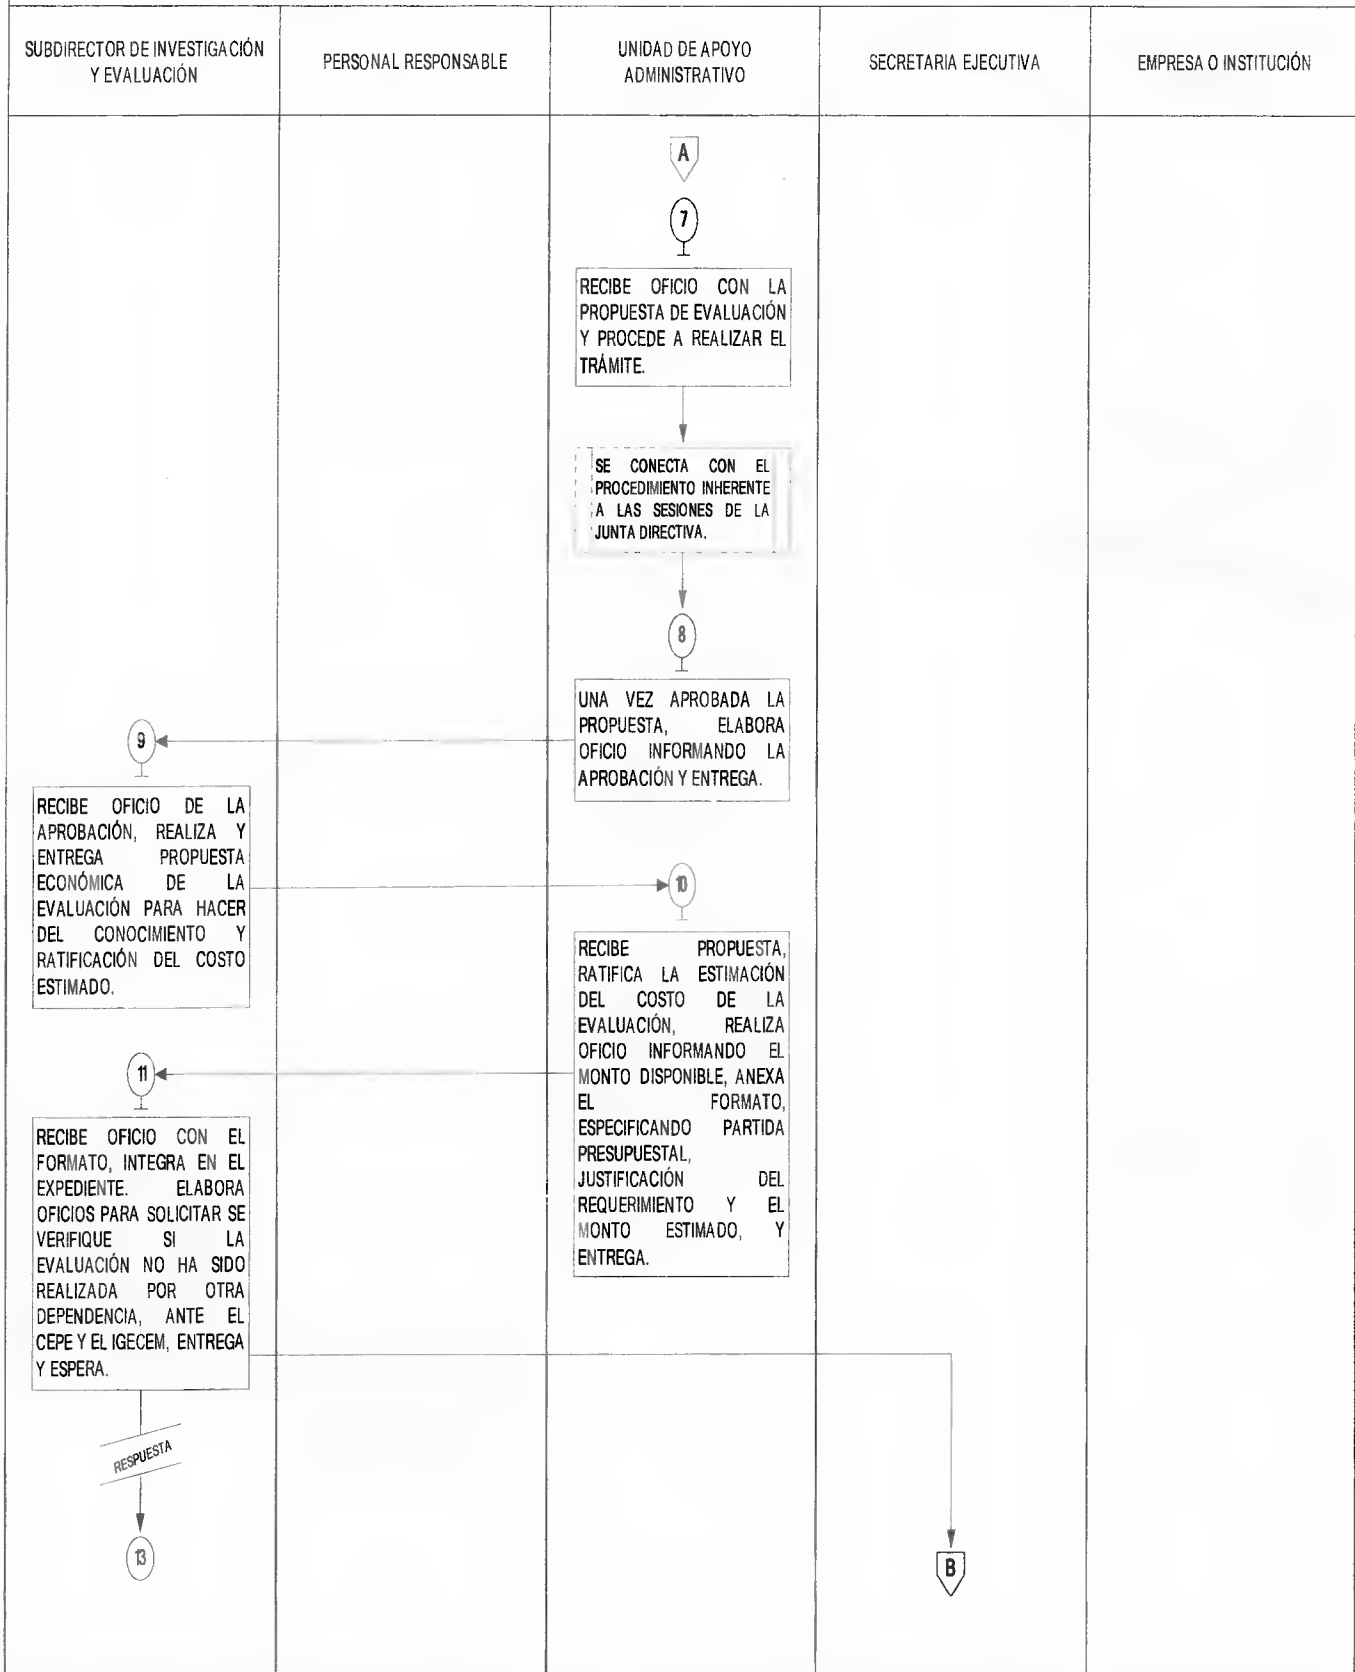 SUBDIRECTOR DE INVESTIGACIÓN
Y EVALUACIÓN
PERSONAL RESPONSABLE
UNIDAD DE APOYO
ADMINISTRATIVO
SECRETARIA EJECUTIVA
EMPRESA O INSTITUCIÓN
A
7
RECIBE OFICIO CON LA
PROPUESTA DE EVALUACIÓN
Y PROCEDE A REALIZAR EL
TRÁMITE.
SE CONECTA CON EL
PROCEDIMIENTO INHERENTE
A LAS SESIONES DE LA
JUNTA DIRECTIVA.
8
UNA VEZ APROBADA LA
PROPUESTA, ELABORA
OFICIO INFORMANDO LA
APROBACIÓN Y ENTREGA.
9
RECIBE OFICIO DE LA
APROBACIÓN, REALIZA Y
ENTREGA PROPUESTA
ECONÓMICA DE LA
EVALUACIÓN PARA HACER
DEL CONOCIMIENTO Y
RATIFICACIÓN DEL COSTO
ESTIMADO.
10
RECIBE PROPUESTA,
RATIFICA LA ESTIMACIÓN
DEL COSTO DE LA
EVALUACIÓN, REALIZA
OFICIO INFORMANDO EL
MONTO DISPONIBLE, ANEXA
EL FORMATO,
ESPECIFICANDO PARTIDA
PRESUPUESTAL,
JUSTIFICACIÓN DEL
REQUERIMIENTO Y EL
MONTO ESTIMADO, Y
ENTREGA.
11
RECIBE OFICIO CON EL
FORMATO, INTEGRA EN EL
EXPEDIENTE. ELABORA
OFICIOS PARA SOLICITAR SE
VERIFIQUE SI LA
EVALUACIÓN NO HA SIDO
REALIZADA POR OTRA
DEPENDENCIA, ANTE EL
CEPE Y EL IGECEM, ENTREGA
Y ESPERA.
RESPUESTA
13
B